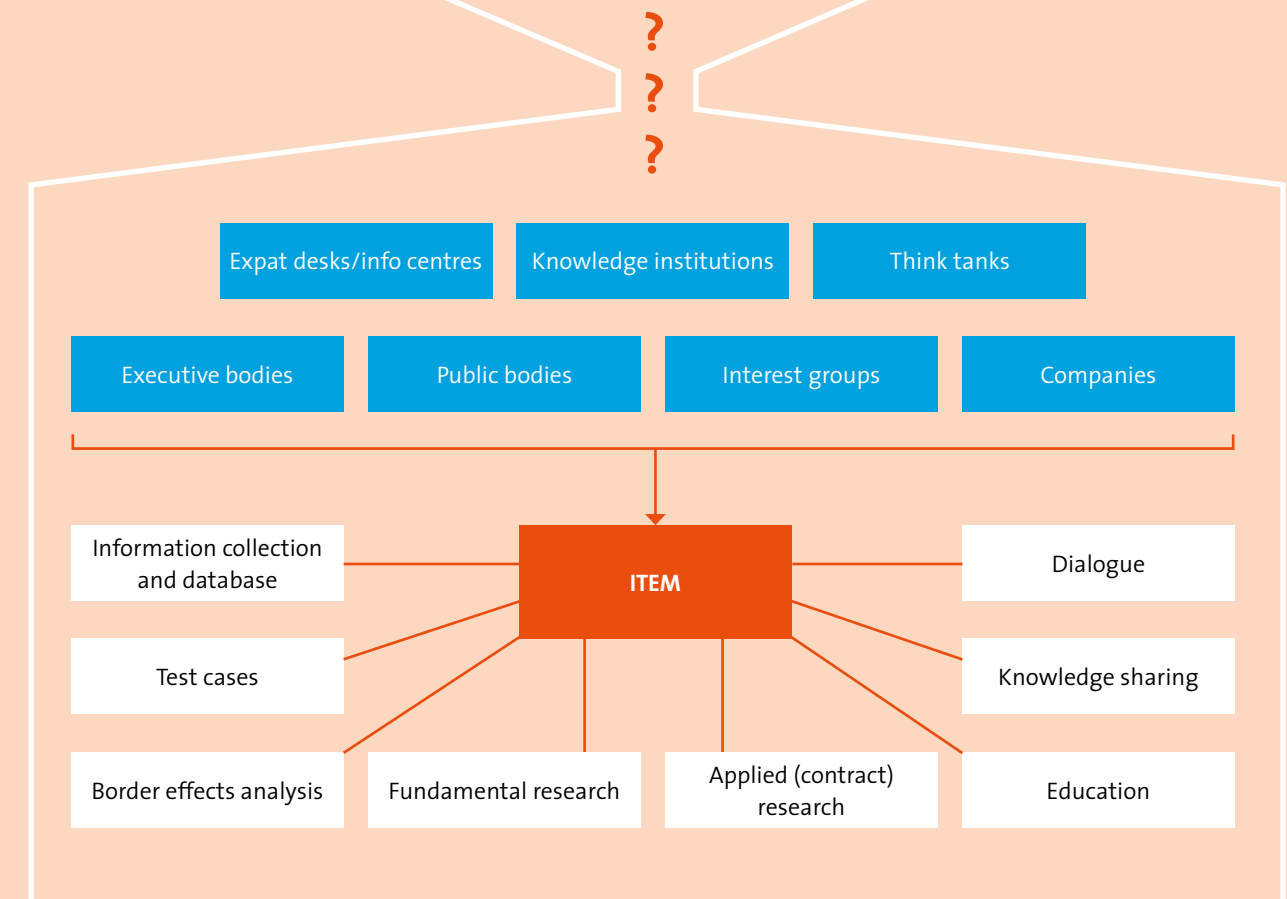 ?
?
?
Expat desks/info centres
Knowledge institutions
Think tanks
Executive bodies
Public bodies
Interest groups
Companies
Information collection
and database
ITEM
Dialogue
Test cases
Knowledge sharing
Border effects analysis
Fundamental research
Applied (contract)
research
Education